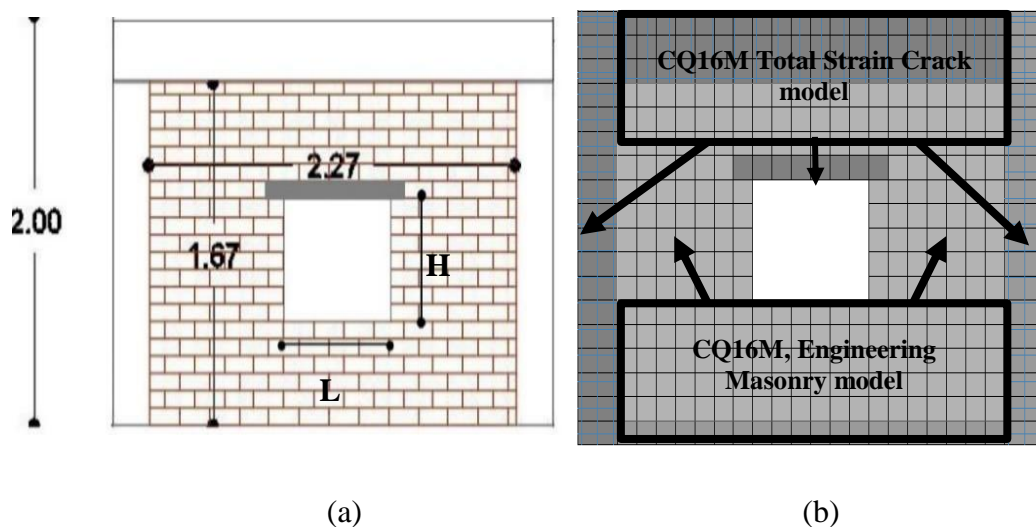 2.00
2.27
1.67
H
L
CQ16M Total Strain Crack
model
CQ16M, Engineering
Masonry model
(a)
(b)